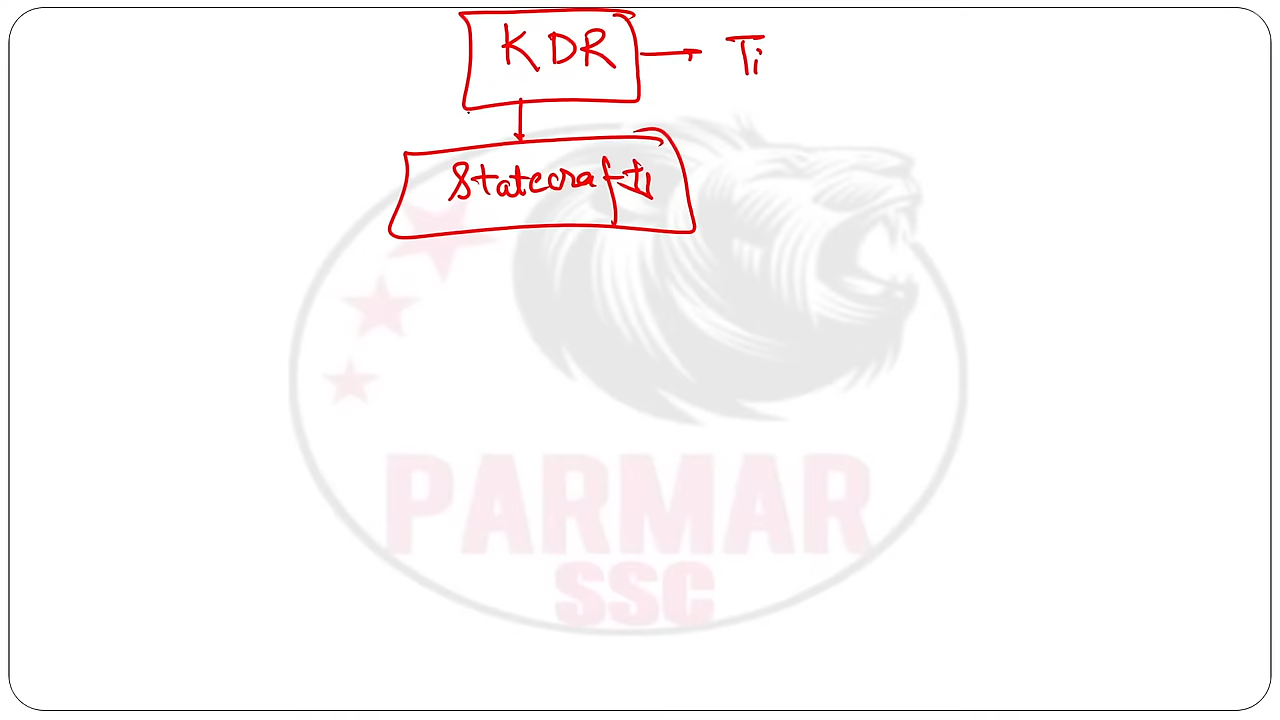 KDR → Ti
Statecraft
PARMAR
SSC